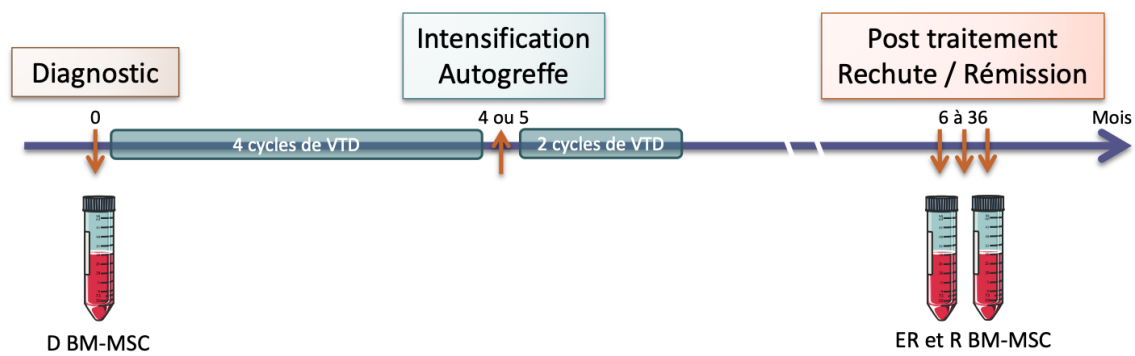 Diagnostic
Intensification
Autogreffe
Post traitement
Rechute / Rémission
0
4 ou 5
6 à 36
Mois
4 cycles de VTD
2 cycles de VTD
D BM-MSC
ER et R BM-MSC